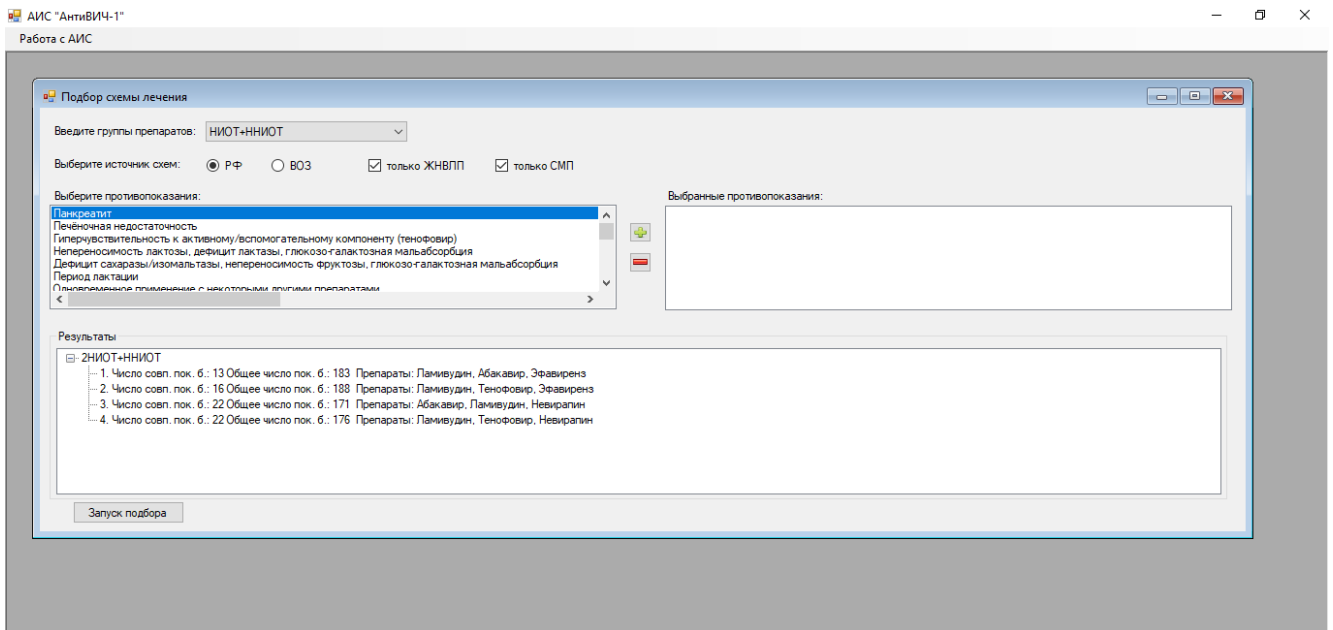 АИС "АнтиВИЧ-1"
Работа с АИС
Подбор схемы лечения
Введите группы препаратов: НИОТ+ННИОТ
Выберите источник схем: РФ ВОЗ только ЖНВЛП только СМП
Выберите противопоказания: Выбранные противопоказания:
Панкреатит
Печёночная недостаточность
Гиперчувствительность к активному/вспомогательному компоненту (тенофовир)
Непереносимость лактозы, дефицит лактазы, глюкозо-галактозная мальабсорбция
Дефицит сахаразы/изомальтазы, непереносимость фруктозы, глюкозо-галактозная мальабсорбция
Период лактации
Одновременное применение с некоторыми другими препаратами
Результаты
2НИОТ+ННИОТ
1. Число совп. пок. б.: 13 Общее число пок. б.: 183 Препараты: Ламивудин, Абакавир, Эфавиренз
2. Число совп. пок. б.: 16 Общее число пок. б.: 188 Препараты: Ламивудин, Тенофовир, Эфавиренз
3. Число совп. пок. б.: 22 Общее число пок. б.: 171 Препараты: Абакавир, Ламивудин, Невирапин
4. Число совп. пок. б.: 22 Общее число пок. б.: 176 Препараты: Ламивудин, Тенофовир, Невирапин
Запуск подбора